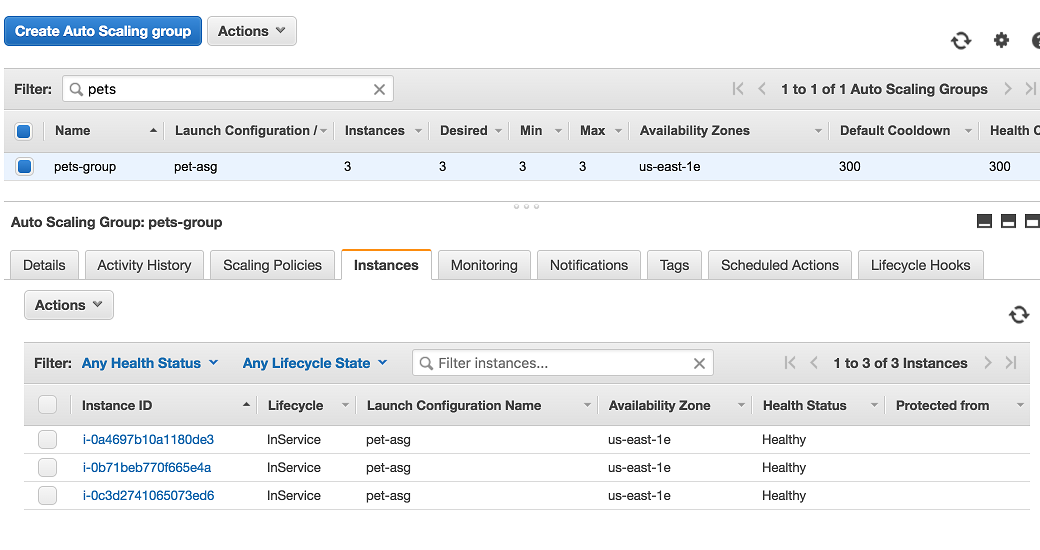 Create Auto Scaling group Actions
Filter: pets 1 to 1 of 1 Auto Scaling Groups
Name Launch Configuration / Instances Desired Min Max Availability Zones Default Cooldown Health C
pets-group pet-asg 3 3 3 3 us-east-1e 300 300
Auto Scaling Group: pets-group
Details Activity History Scaling Policies Instances Monitoring Notifications Tags Scheduled Actions Lifecycle Hooks
Actions
Filter: Any Health Status Any Lifecycle State Filter instances... 1 to 3 of 3 Instances
Instance ID Lifecycle Launch Configuration Name Availability Zone Health Status Protected from
i-0a4697b10a1180de3 InService pet-asg us-east-1e Healthy
i-0b71beb770f665e4a InService pet-asg us-east-1e Healthy
i-0c3d2741065073ed6 InService pet-asg us-east-1e Healthy